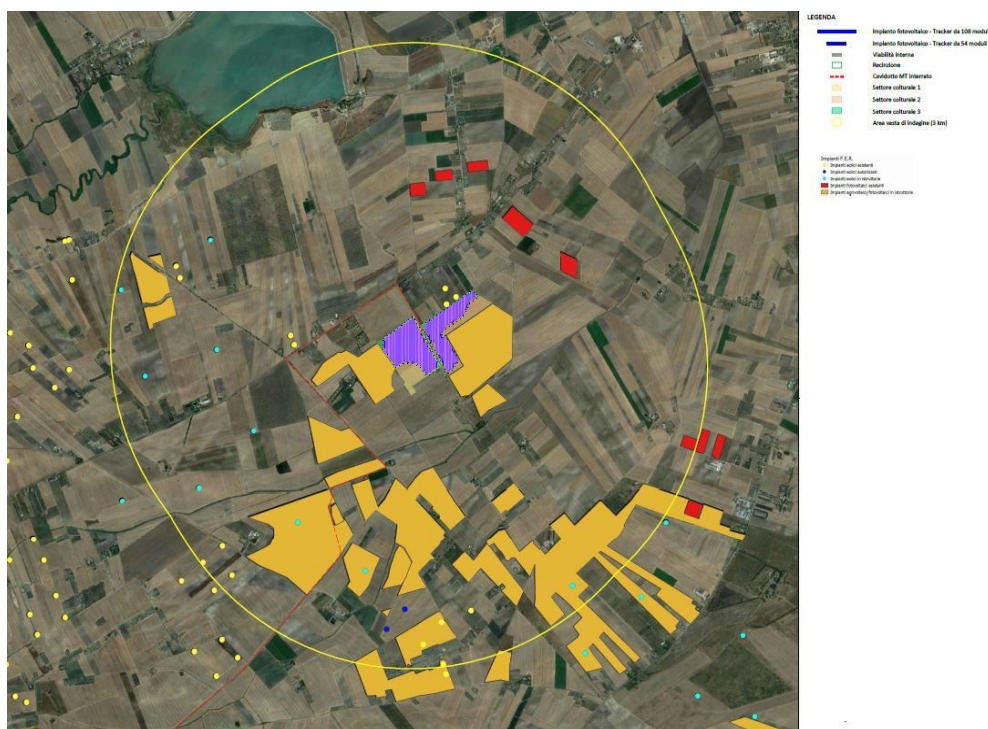 LEGENDA
Impianto fotovoltaico - Tracker da 108 moduli
Impianto fotovoltaico - Tracker da 54 moduli
Viabilità interna
Recinzione
Cavidotto MT interrato
Settore colturale 1
Settore colturale 2
Settore colturale 3
Area vasta di indagine (3 km)
Impianti F.E.R.
Impianti eolici esistenti
Impianti eolici autorizzati
Impianti eolici in istruttoria
Impianti fotovoltaici esistenti
Impianti agrivoltaici/fotovoltaici in istruttoria